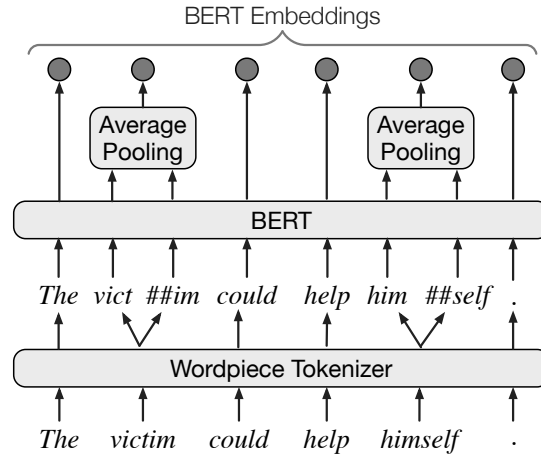 BERT Embeddings
Average Pooling
Average Pooling
BERT
The vict ##im could help him ##self .
Wordpiece Tokenizer
The victim could help himself .